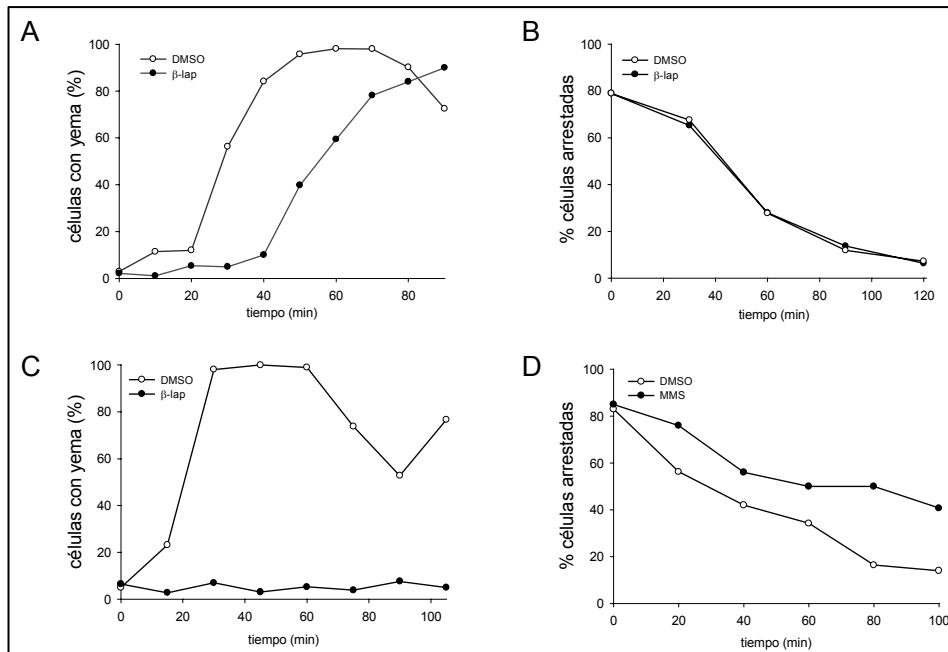 A
DMSO
β-lap
células con yema (%)
100
80
60
40
20
0
0 20 40 60 80
tiempo (min)
B
DMSO
β-lap
% células arrestadas
100
80
60
40
20
0
0 20 40 60 80 100 120
tiempo (min)
C
DMSO
β-lap
células con yema (%)
100
80
60
40
20
0
0 20 40 60 80 100
tiempo (min)
D
DMSO
MMS
% células arrestadas
100
80
60
40
20
0
0 20 40 60 80 100
tiempo (min)